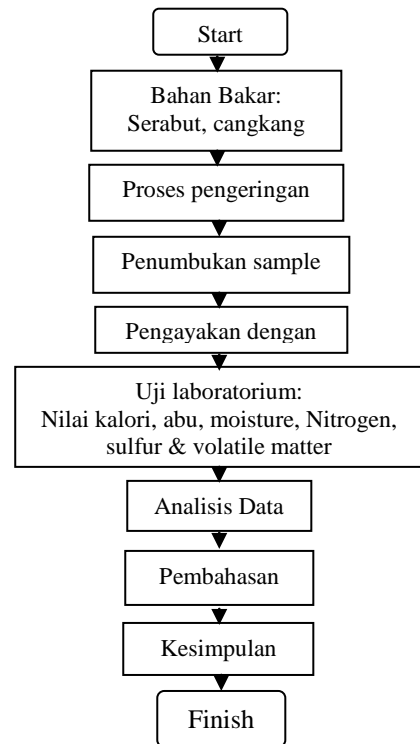 Start
Bahan Bakar:
Serabut, cangkang
Proses pengeringan
Penumbukan sample
Pengayakan dengan
Uji laboratorium:
Nilai kalori, abu, moisture, Nitrogen,
sulfur & volatile matter
Analisis Data
Pembahasan
Kesimpulan
Finish